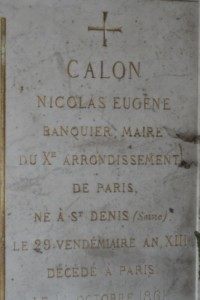 CALON
NICOLAS EUGÈNE
BANQUIER, MAIRE
DU Xᴱ ARRONDISSEMENT
DE PARIS,
NÉ À Sᵀ DENIS (Seine)
LE 29 VENDÉMIAIRE AN XIII
DÉCÉDÉ À PARIS
OCTOBRE